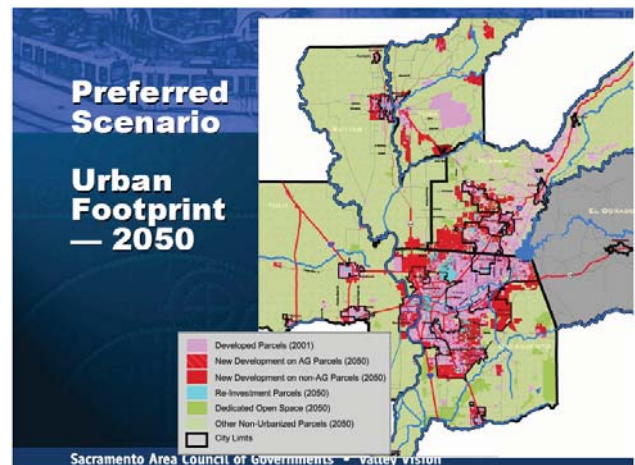 Preferred
Scenario
Urban
Footprint
— 2050
EL DORADO
Developed Parcels (2001)
New Development on AG Parcels (2050)
New Development on non-AG Parcels (2050)
Re-Investment Parcels (2050)
Dedicated Open Space (2050)
Other Non-Urbanized Parcels (2050)
City Limits
Sacramento Area Council of Governments • Valley Vision